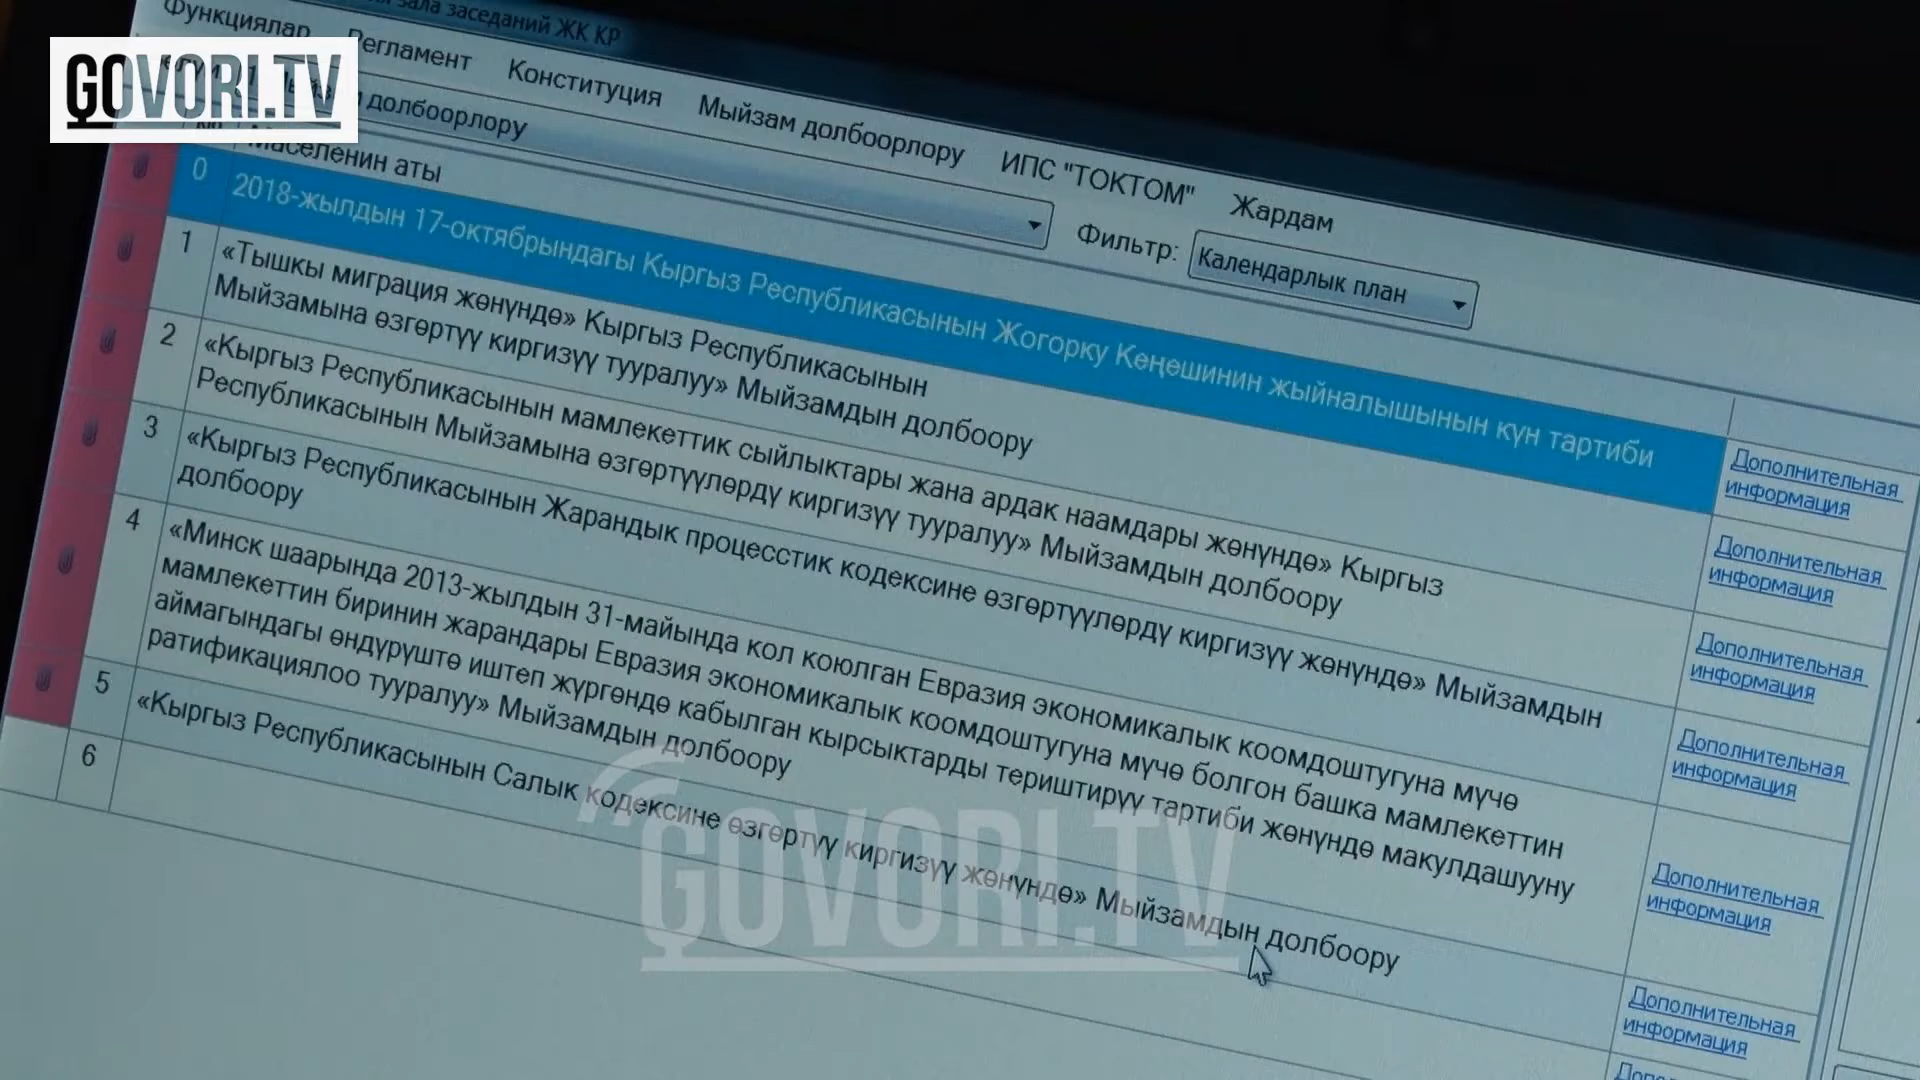 зала заседаний ЖК КР
GOVORI.TV
Функциялар Регламент Конституция Мыйзам долбоорлору ИПС "ТОКТОМ" Жардам
долбоорлору
Фильтр: Календарлык план
Маселенин аты
0 2018-жылдын 17-октябрындагы Кыргыз Республикасынын Жогорку Кеңешинин жыйналышынын күн тартиби
Дополнительная
информация
1 «Тышкы миграция жөнүндө» Кыргыз Республикасынын
Мыйзамына өзгөртүү киргизүү тууралуу» Мыйзамдын долбоору
Дополнительная
информация
2 «Кыргыз Республикасынын мамлекеттик сыйлыктары жана ардак наамдары жөнүндө» Кыргыз
Республикасынын Мыйзамына өзгөртүүлөрдү киргизүү тууралуу» Мыйзамдын долбоору
Дополнительная
информация
3 «Кыргыз Республикасынын Жарандык процесстик кодексине өзгөртүүлөрдү киргизүү жөнүндө» Мыйзамдын
долбоору
Дополнительная
информация
4 «Минск шаарында 2013-жылдын 31-майында кол коюлган Евразия экономикалык коомдоштугуна мүчө
мамлекеттин биринин жарандары Евразия экономикалык коомдоштугуна мүчө болгон башка мамлекеттин
аймагындагы өндүрүштө иштеп жүргөндө кабылган кырсыктарды териштирүү тартиби жөнүндө макулдашууну
ратификациялоо тууралуу» Мыйзамдын долбоору
Дополнительная
информация
5 «Кыргыз Республикасынын Салык кодексине өзгөртүү киргизүү жөнүндө» Мыйзамдын долбоору
Дополнительная
информация
6
GOVORI.TV